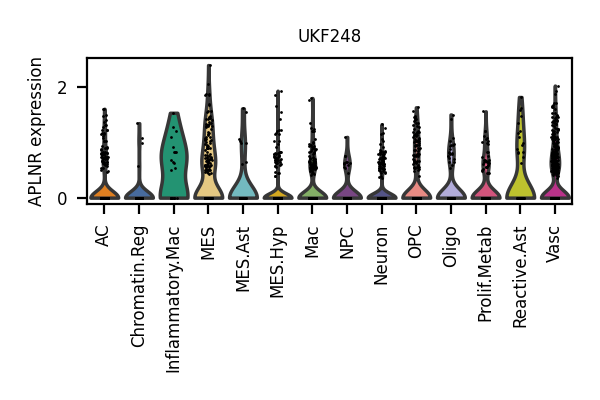 UKF248
APLNR expression
2
0
AC
Chromatin.Reg
Inflammatory.Mac
MES
MES.Ast
MES.Hyp
Mac
NPC
Neuron
OPC
Oligo
Prolif.Metab
Reactive.Ast
Vasc